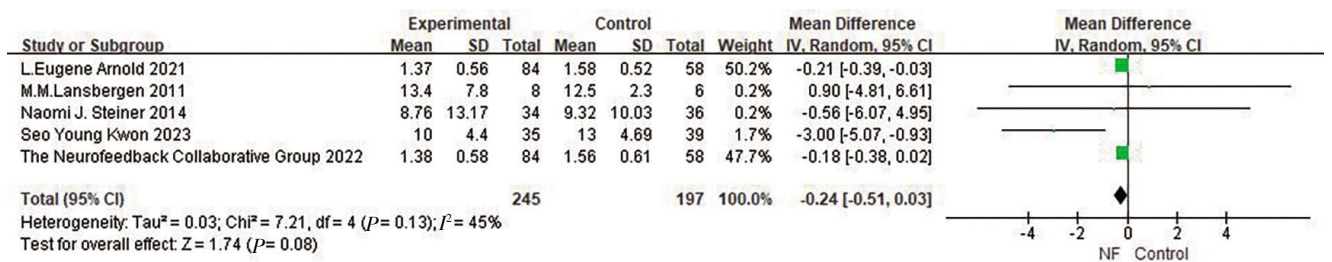 Experimental Control Mean Difference Mean Difference
Study or Subgroup Mean SD Total Mean SD Total Weight IV, Random, 95% CI IV, Random, 95% CI
L.Eugene Arnold 2021 1.37 0.56 84 1.58 0.52 58 50.2% -0.21 [-0.39, -0.03]
M.M.Lansbergen 2011 13.4 7.8 8 12.5 2.3 6 0.2% 0.90 [-4.81, 6.61]
Naomi J. Steiner 2014 8.76 13.17 34 9.32 10.03 36 0.2% -0.56 [-6.07, 4.95]
Seo Young Kwon 2023 10 4.4 35 13 4.69 39 1.7% -3.00 [-5.07, -0.93]
The Neurofeedback Collaborative Group 2022 1.38 0.58 84 1.56 0.61 58 47.7% -0.18 [-0.38, 0.02]
Total (95% CI) 245 197 100.0% -0.24 [-0.51, 0.03]
Heterogeneity: Tau² = 0.03; Chi² = 7.21, df = 4 (P = 0.13); I² = 45%
Test for overall effect: Z = 1.74 (P = 0.08)
-4 -2 0 2 4
NF Control